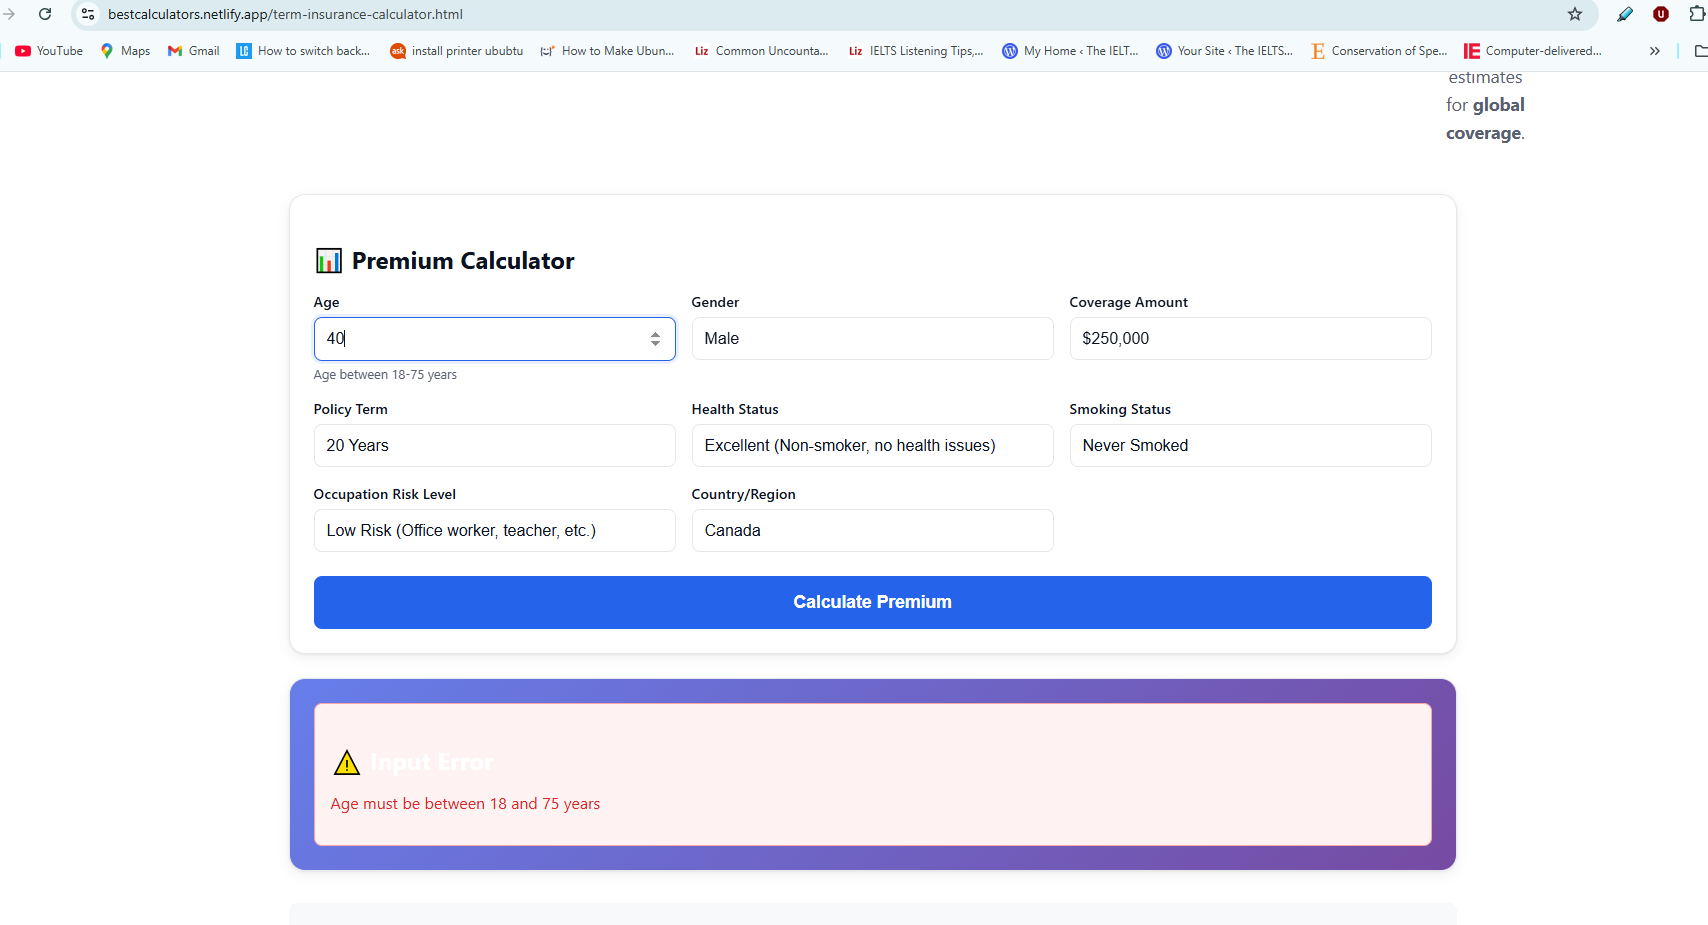 bestcalculators.netlify.app/term-insurance-calculator.html
YouTube
Maps
Gmail
LG How to switch back...
ask install printer ububtu
How to Make Ubun...
Liz Common Uncounta...
Liz IELTS Listening Tips,...
My Home ‹ The IELT...
Your Site ‹ The IELTS...
E Conservation of Spe...
IE Computer-delivered...
»
estimates
for global
coverage.
Premium Calculator
Age Gender Coverage Amount
40 Male $250,000
Age between 18-75 years
Policy Term Health Status Smoking Status
20 Years Excellent (Non-smoker, no health issues) Never Smoked
Occupation Risk Level Country/Region
Low Risk (Office worker, teacher, etc.) Canada
Calculate Premium
Input Error
Age must be between 18 and 75 years